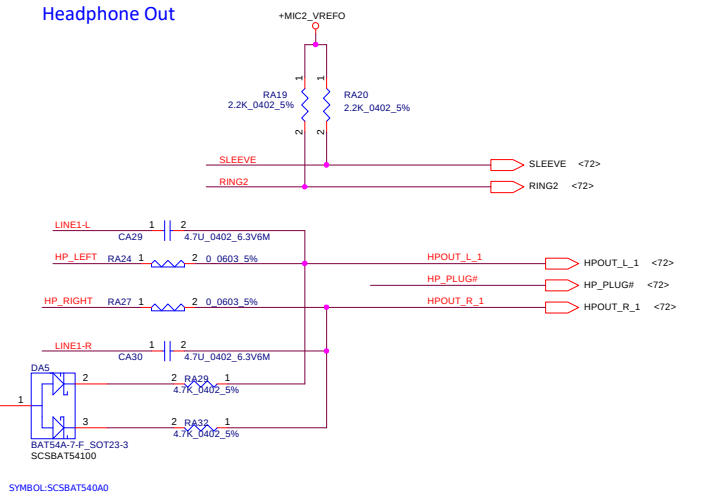 Headphone Out
+MIC2_VREFO
1
1
RA19
2.2K_0402_5%
RA20
2.2K_0402_5%
2
2
SLEEVE
SLEEVE <72>
RING2
RING2 <72>
LINE1-L
1
2
CA29
4.7U_0402_6.3V6M
HP_LEFT
RA24
1
2
0_0603_5%
HPOUT_L_1
HPOUT_L_1 <72>
HP_PLUG#
HP_PLUG# <72>
HP_RIGHT
RA27
1
2
0_0603_5%
HPOUT_R_1
HPOUT_R_1 <72>
LINE1-R
1
2
CA30
4.7U_0402_6.3V6M
DA5
2
2
RA29
1
4.7K_0402_5%
1
3
2
RA32
1
4.7K_0402_5%
BAT54A-7-F_SOT23-3
SCSBAT54100
SYMBOL:SCSBAT540A0